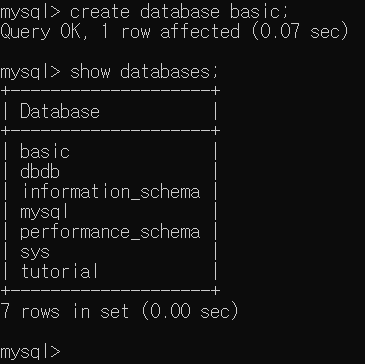 mysql> create database basic;
Query OK, 1 row affected (0.07 sec)
mysql> show databases;
+--------------------+
| Database           |
+--------------------+
| basic              |
| dbdb               |
| information_schema |
| mysql              |
| performance_schema |
| sys                |
| tutorial           |
+--------------------+
7 rows in set (0.00 sec)
mysql>